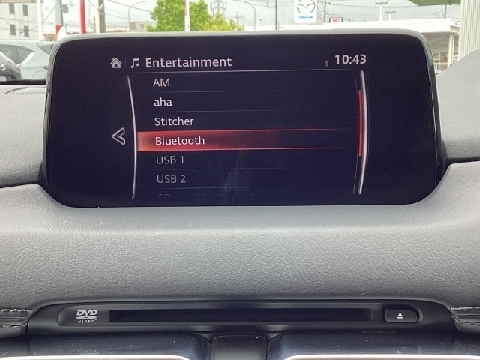 Entertainment 10:43
AM
aha
Stitcher
Bluetooth
USB 1
USB 2
DVD